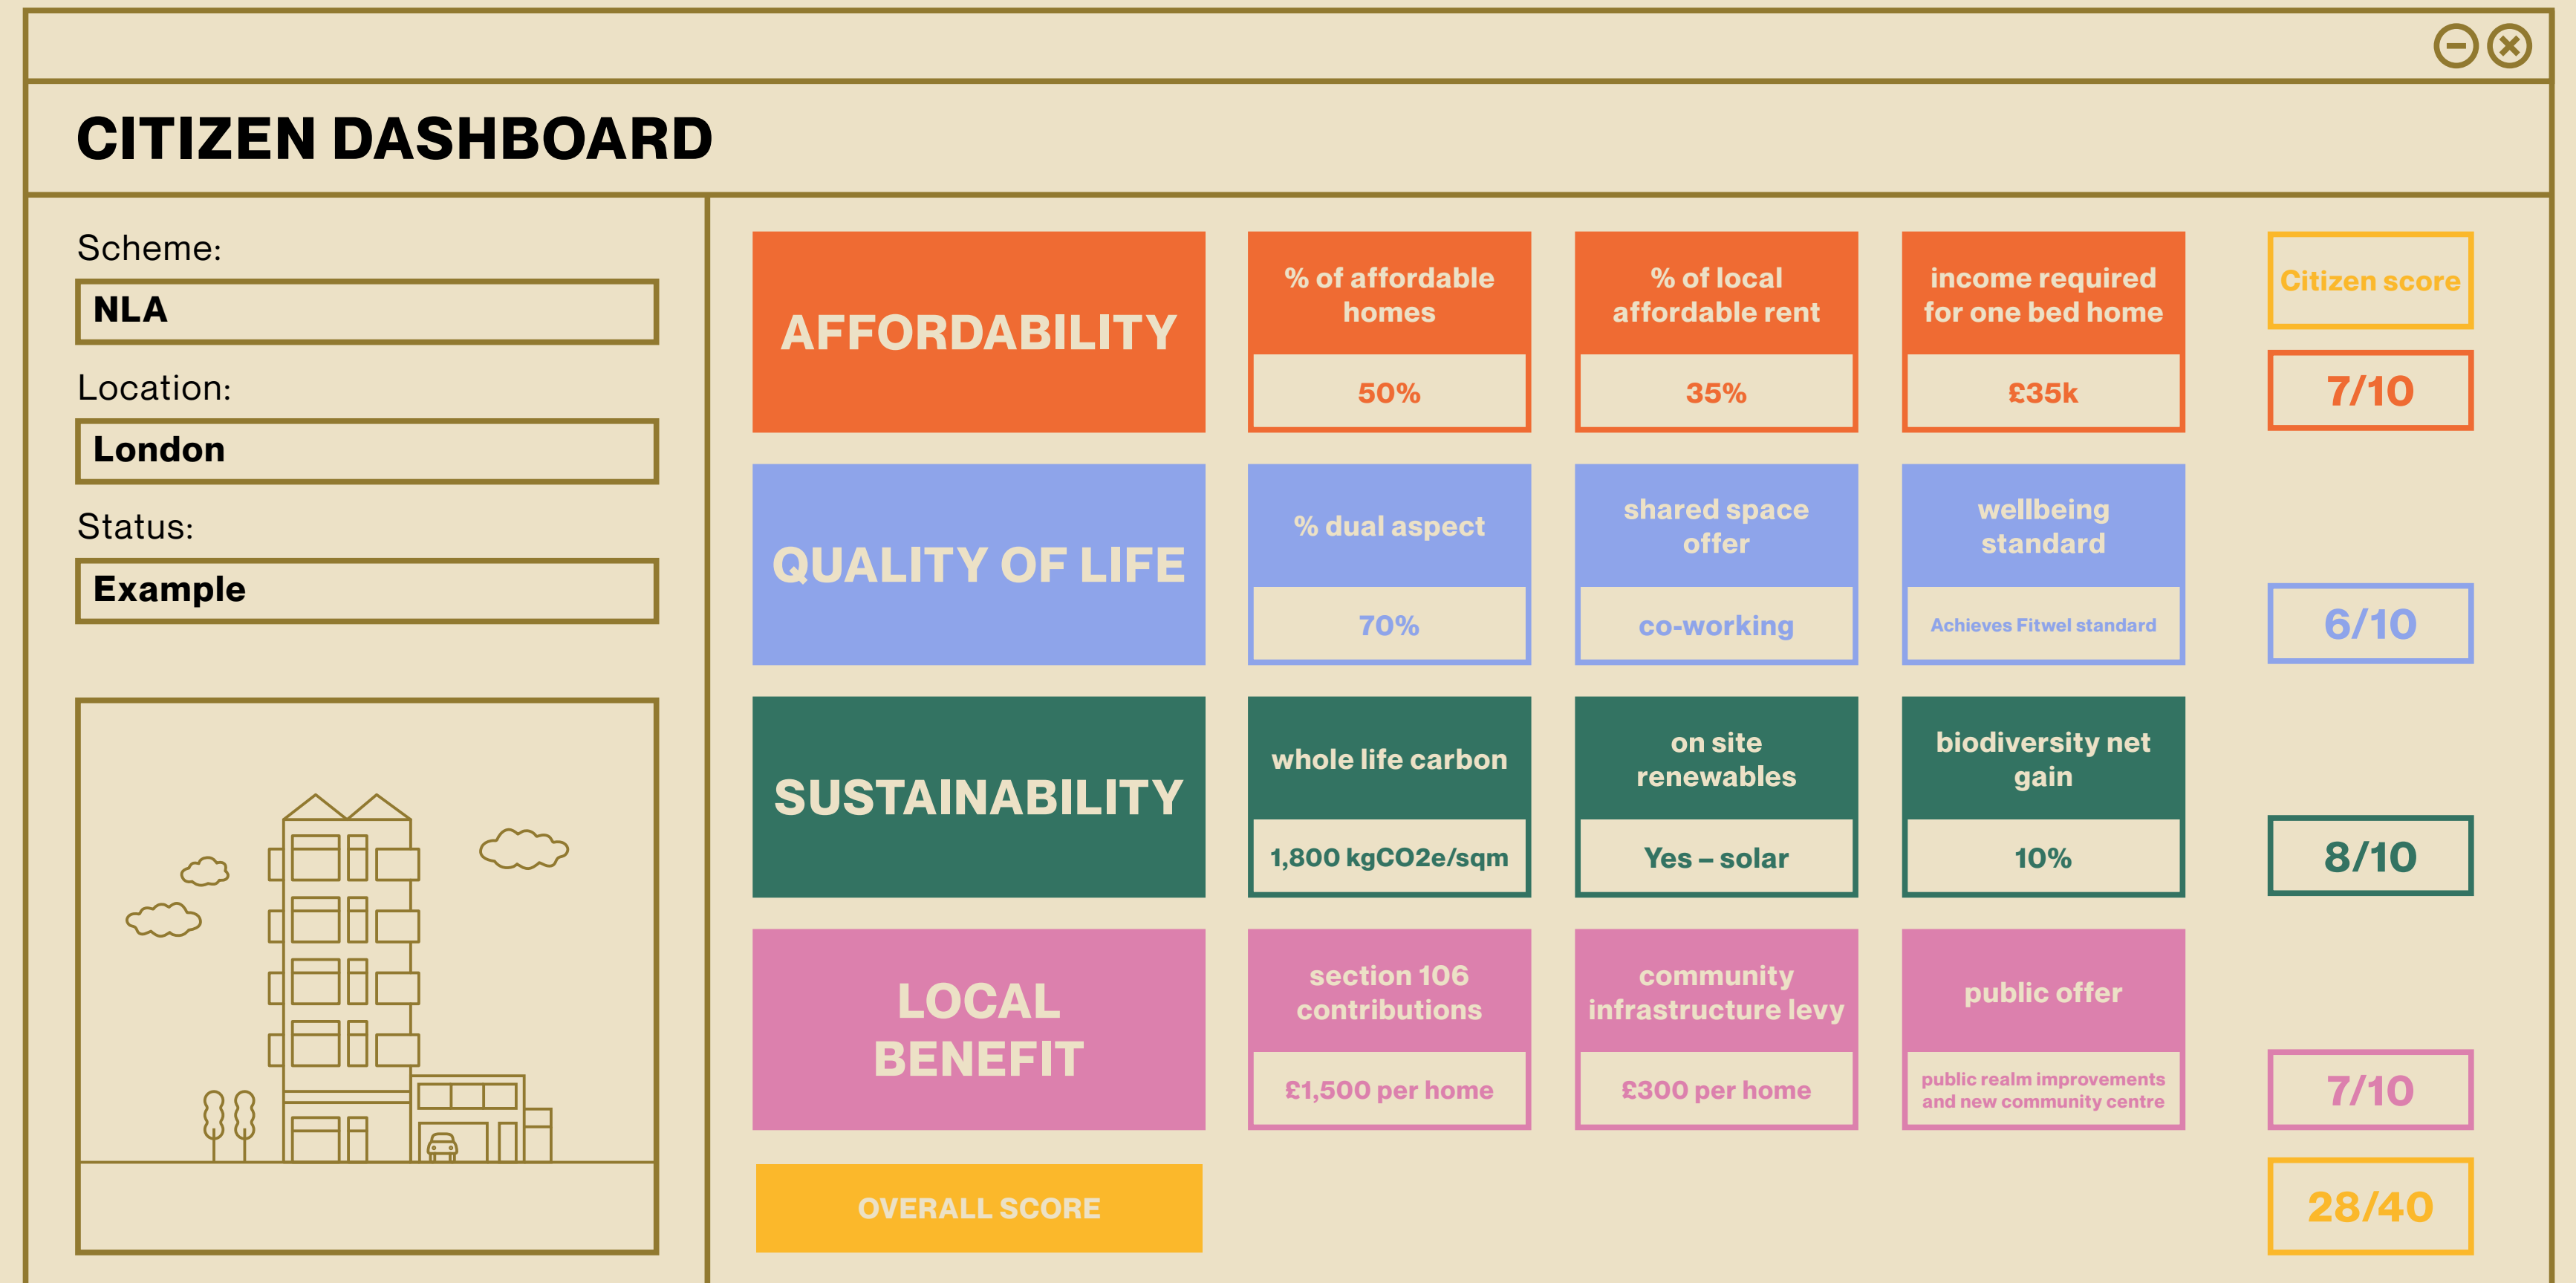 CITIZEN DASHBOARD
Scheme:
NLA
Location:
London
Status:
Example
AFFORDABILITY
% of affordable
homes
50%
% of local
affordable rent
35%
income required
for one bed home
£35k
Citizen score
7/10
QUALITY OF LIFE
% dual aspect
70%
shared space
offer
co-working
wellbeing
standard
Achieves Fitwel standard
6/10
SUSTAINABILITY
whole life carbon
1,800 kgCO2e/sqm
on site
renewables
Yes – solar
biodiversity net
gain
10%
8/10
LOCAL
BENEFIT
section 106
contributions
£1,500 per home
community
infrastructure levy
£300 per home
public offer
public realm improvements
and new community centre
7/10
OVERALL SCORE
28/40